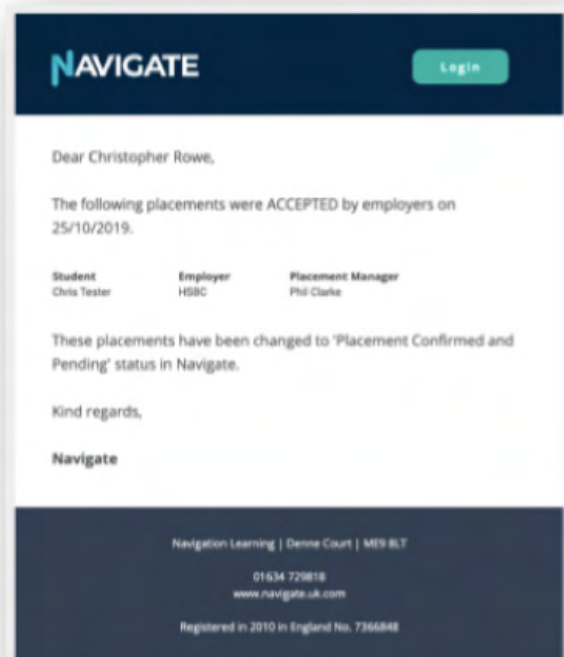 NAVIGATE
Login
Dear Christopher Rowe,
The following placements were ACCEPTED by employers on
25/10/2019.
Student Employer Placement Manager
Chris Tester HSBC Phil Clarke
These placements have been changed to 'Placement Confirmed and
Pending' status in Navigate.
Kind regards,
Navigate
Navigation Learning | Denne Court | ME9 8LT
01634 729818
www.navigate.uk.com
Registered in 2010 in England No. 7366848